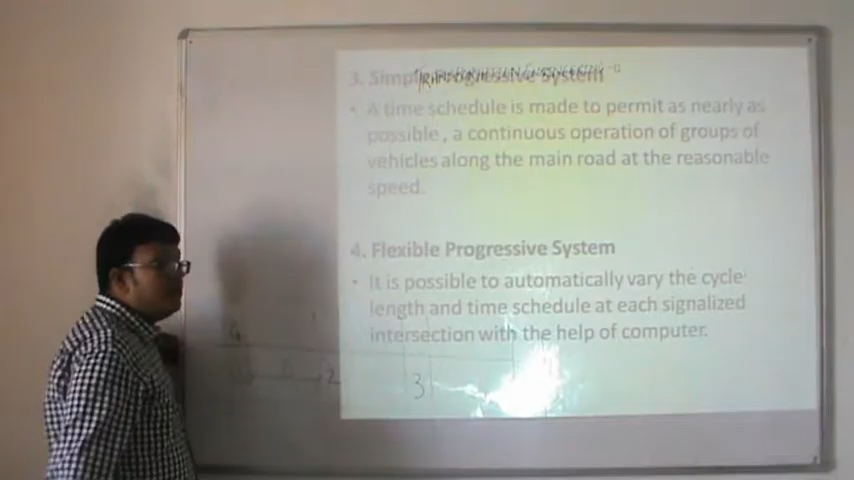 3. Simple Progressive System
• A time schedule is made to permit as nearly as
possible , a continuous operation of groups of
vehicles along the main road at the reasonable
speed.
4. Flexible Progressive System
• It is possible to automatically vary the cycle
length and time schedule at each signalized
intersection with the help of computer.
2
3